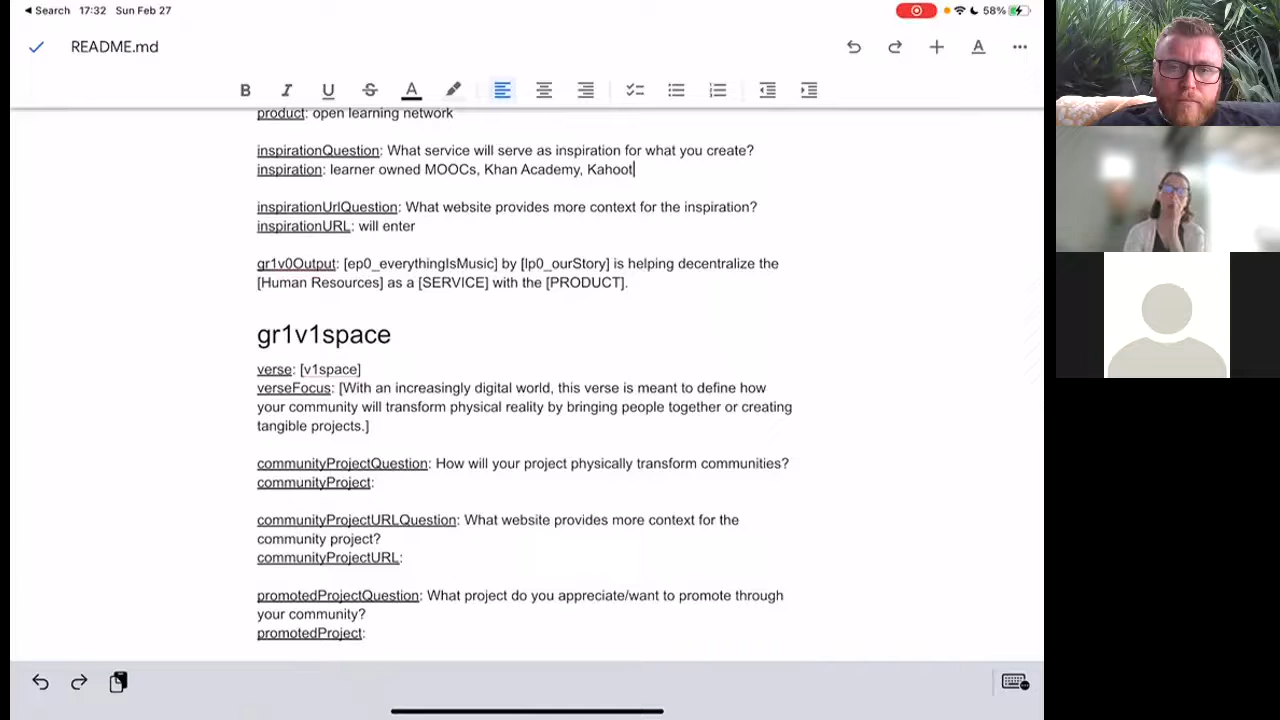 Search 17:32 Sun Feb 27
58%
README.md
B I U S A
product: open learning network
inspirationQuestion: What service will serve as inspiration for what you create?
inspiration: learner owned MOOCs, Khan Academy, Kahoot
inspirationUrlQuestion: What website provides more context for the inspiration?
inspirationURL: will enter
gr1v0Output: [ep0_everythingIsMusic] by [lp0_ourStory] is helping decentralize the
[Human Resources] as a [SERVICE] with the [PRODUCT].
gr1v1space
verse: [v1space]
verseFocus: [With an increasingly digital world, this verse is meant to define how
your community will transform physical reality by bringing people together or creating
tangible projects.]
communityProjectQuestion: How will your project physically transform communities?
communityProject:
communityProjectURLQuestion: What website provides more context for the
community project?
communityProjectURL:
promotedProjectQuestion: What project do you appreciate/want to promote through
your community?
promotedProject: